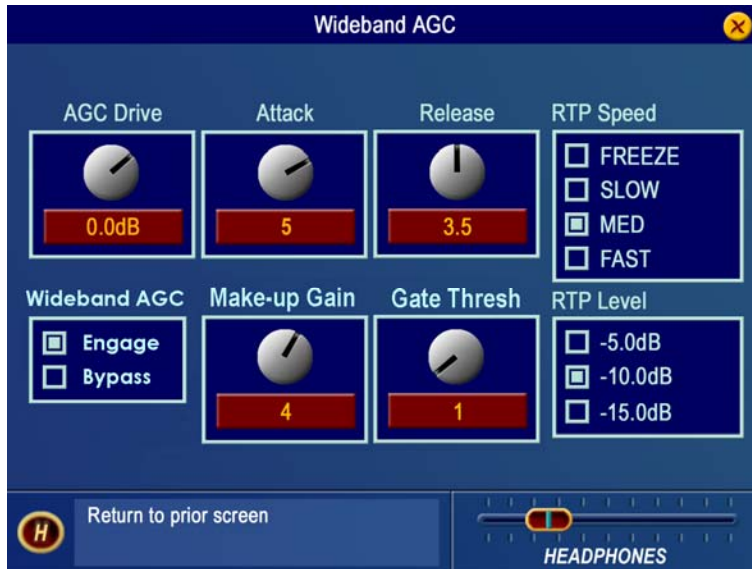 Wideband AGC
AGC Drive
0.0dB
Attack
5
Release
3.5
RTP Speed
FREEZE
SLOW
MED
FAST
Wideband AGC
Engage
Bypass
Make-up Gain
4
Gate Thresh
1
RTP Level
-5.0dB
-10.0dB
-15.0dB
H
Return to prior screen
HEADPHONES